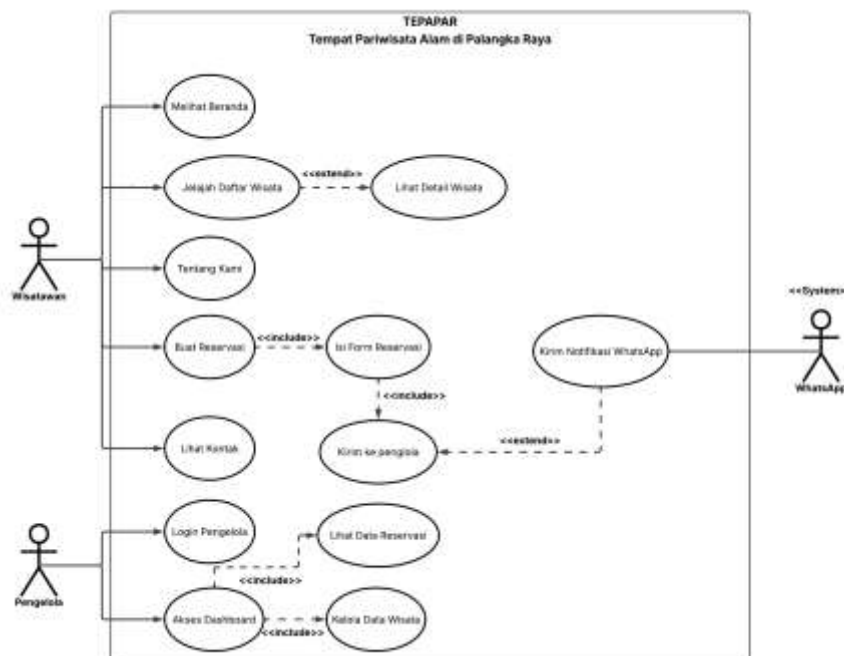 TEPAPAR
Tempat Pariwisata Alam di Palangka Raya
Melihat Beranda
Jelajah Daftar Wisata
<<extend>>
Lihat Detail Wisata
Wisatawan
Tentang Kami
<<System>>
Buat Reservasi
<<include>>
Isi Form Reservasi
Kirim Notifikasi WhatsApp
WhatsApp
<<include>>
Lihat Kontak
Kirim ke penglola
<<extend>>
Login Pengelola
Lihat Data Reservasi
Pengelola
<<include>>
Akses Dashboard
<<include>>
Kelola Data Wisata